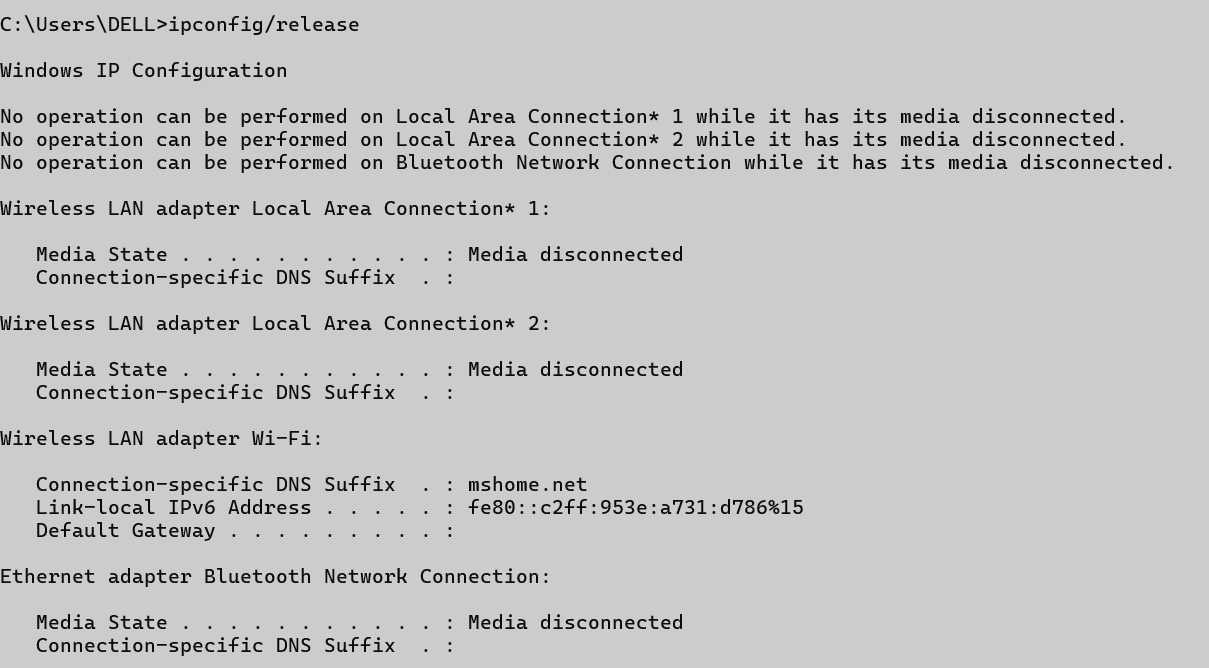 C:\Users\DELL>ipconfig/release
Windows IP Configuration
No operation can be performed on Local Area Connection* 1 while it has its media disconnected.
No operation can be performed on Local Area Connection* 2 while it has its media disconnected.
No operation can be performed on Bluetooth Network Connection while it has its media disconnected.
Wireless LAN adapter Local Area Connection* 1:
   Media State . . . . . . . . . . . : Media disconnected
   Connection-specific DNS Suffix  . :
Wireless LAN adapter Local Area Connection* 2:
   Media State . . . . . . . . . . . : Media disconnected
   Connection-specific DNS Suffix  . :
Wireless LAN adapter Wi-Fi:
   Connection-specific DNS Suffix  . : mshome.net
   Link-local IPv6 Address . . . . . : fe80::c2ff:953e:a731:d786%15
   Default Gateway . . . . . . . . . :
Ethernet adapter Bluetooth Network Connection:
   Media State . . . . . . . . . . . : Media disconnected
   Connection-specific DNS Suffix  . :